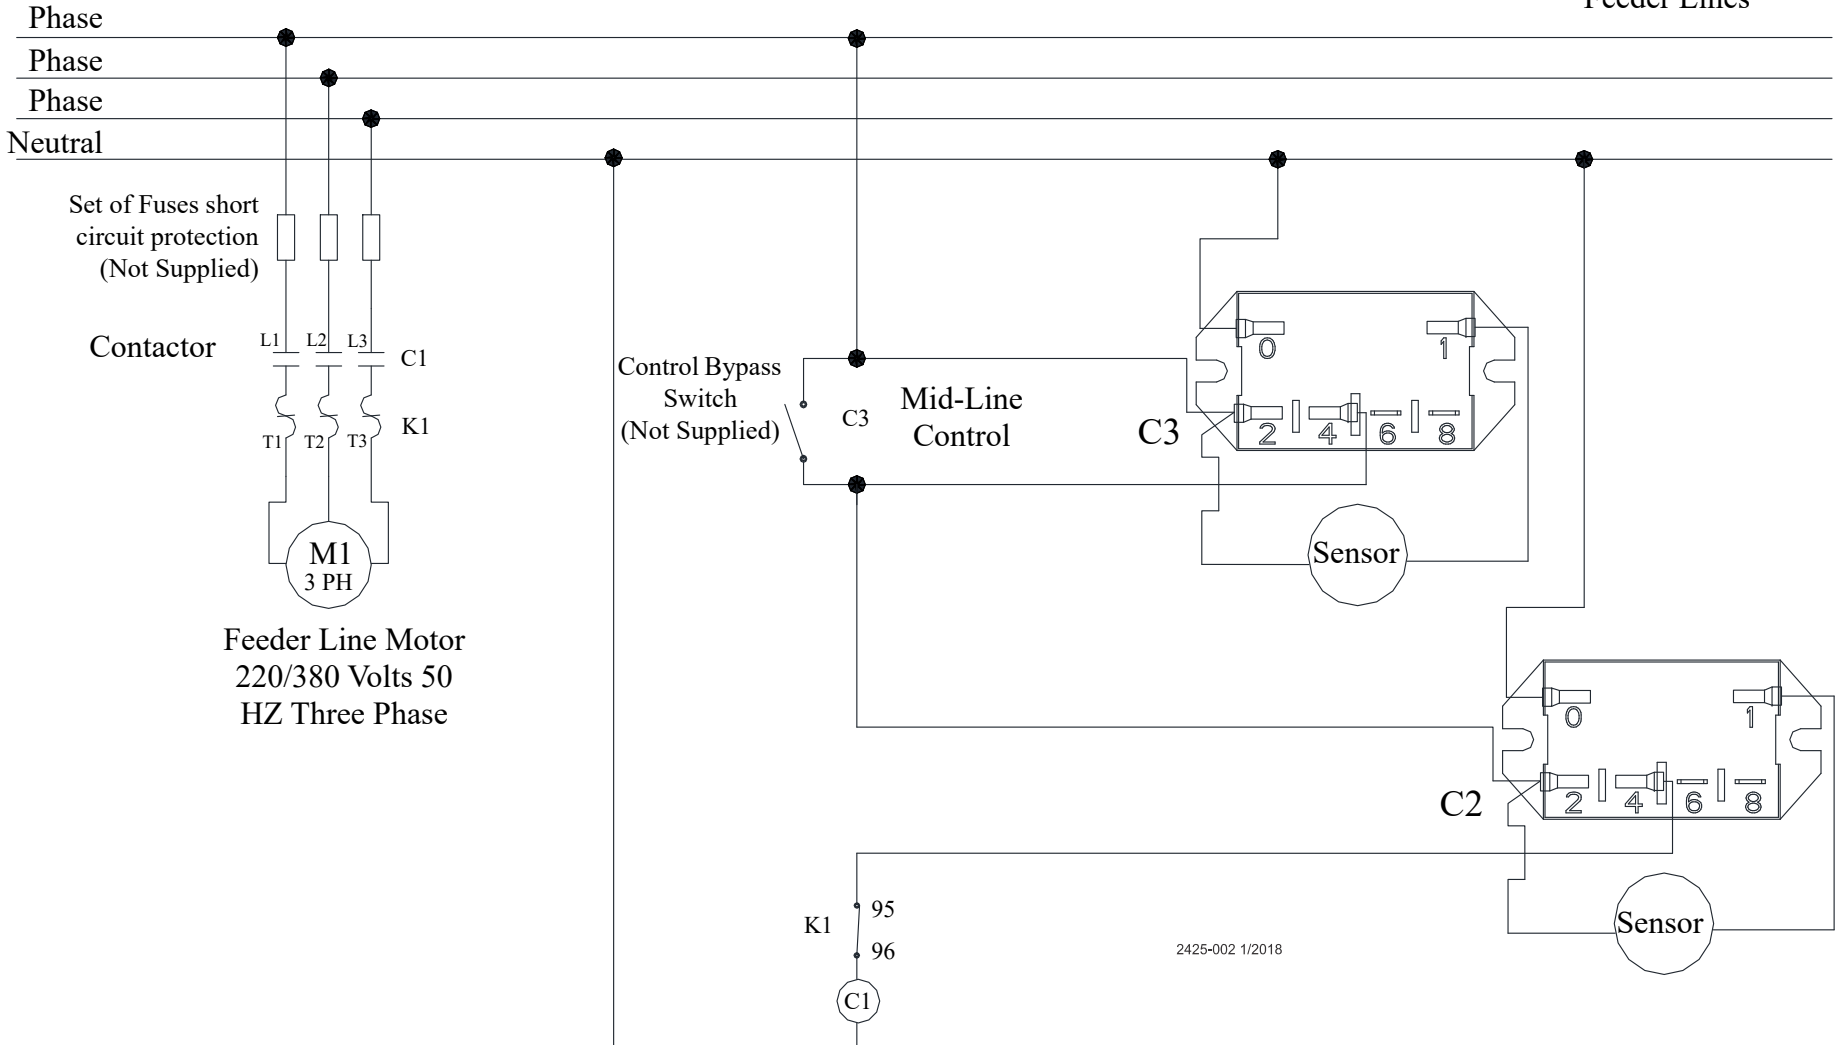 Feeder Lines
Phase
Phase
Phase
Neutral
Set of Fuses short
circuit protection
(Not Supplied)
Contactor
L1
L2
L3
C1
T1
T2
T3
K1
M1
3 PH
Feeder Line Motor
220/380 Volts 50
HZ Three Phase
Control Bypass
Switch
(Not Supplied)
C3
Mid-Line
Control
C3
0
1
2
4
6
8
Sensor
C2
0
1
2
4
6
8
Sensor
K1
95
96
C1
2425-002 1/2018